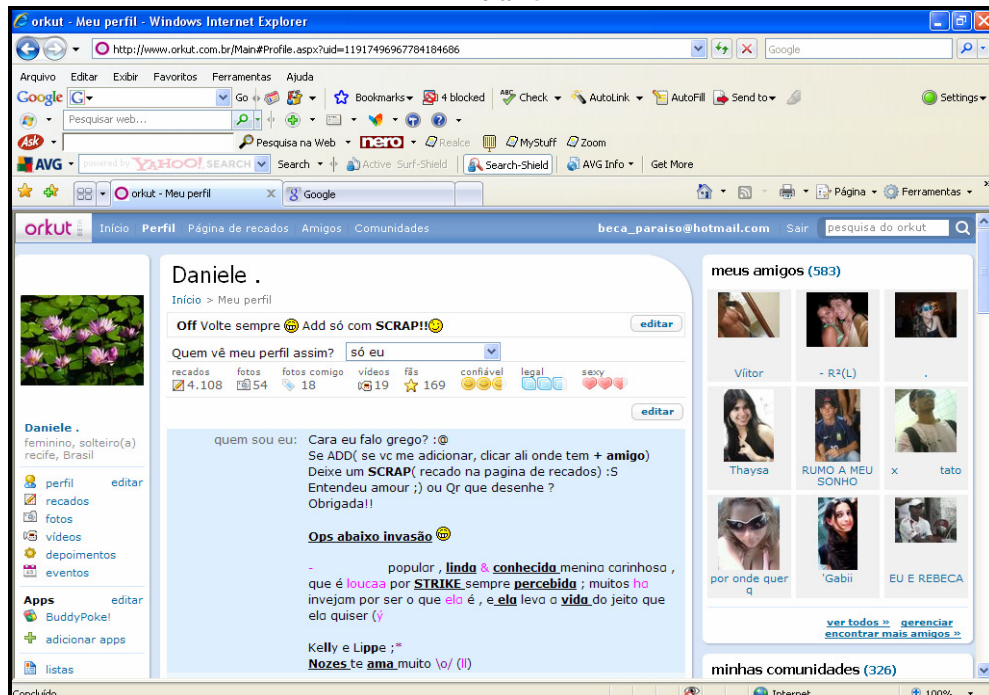 orkut - Meu perfil - Windows Internet Explorer
http://www.orkut.com.br/Main#Profile.aspx?uid=11917496967784184686
Google
Arquivo Editar Exibir Favoritos Ferramentas Ajuda
Google G Go Bookmarks 4 blocked ABC Check AutoLink AutoFill Send to Settings
Pesquisar web...
Ask Pesquisa na Web nero Realce MyStuff Zoom
AVG powered by YAHOO! SEARCH Search Active Surf-Shield Search-Shield AVG Info Get More
orkut - Meu perfil X Google Página Ferramentas »
orkut Início Perfil Página de recados Amigos Comunidades beca_paraiso@hotmail.com Sair pesquisa do orkut
Daniele .
Início > Meu perfil
Off Volte sempre Add só com SCRAP!! editar
Quem vê meu perfil assim? só eu
recados fotos fotos comigo vídeos fãs confiável legal sexy
4.108 54 18 19 169
editar
Daniele .
feminino, solteiro(a)
recife, Brasil
perfil editar
recados
fotos
vídeos
depoimentos
eventos
Apps editar
BuddyPoke!
adicionar apps
listas
quem sou eu: Cara eu falo grego? :@
Se ADD( se vc me adicionar, clicar ali onde tem + amigo)
Deixe um SCRAP( recado na pagina de recados) :S
Entendeu amour ;) ou Qr que desenhe ?
Obrigada!!
Ops abaixo invasão
- popular , linda & conhecida menina carinhosa ,
que é loucaa por STRIKE sempre percebida ; muitos ha
invejam por ser o que ela é , e ela leva a vida do jeito que
ela quiser (ý
Kelly e Lippe ;*
Nozes te ama muito \o/ (ll)
meus amigos (583)
Víitor - R²(L) .
Thaysa RUMO A MEU SONHO x tato
por onde quer q 'Gabii EU E REBECA
ver todos » gerenciar
encontrar mais amigos »
minhas comunidades (326)
Concluído Internet 100%